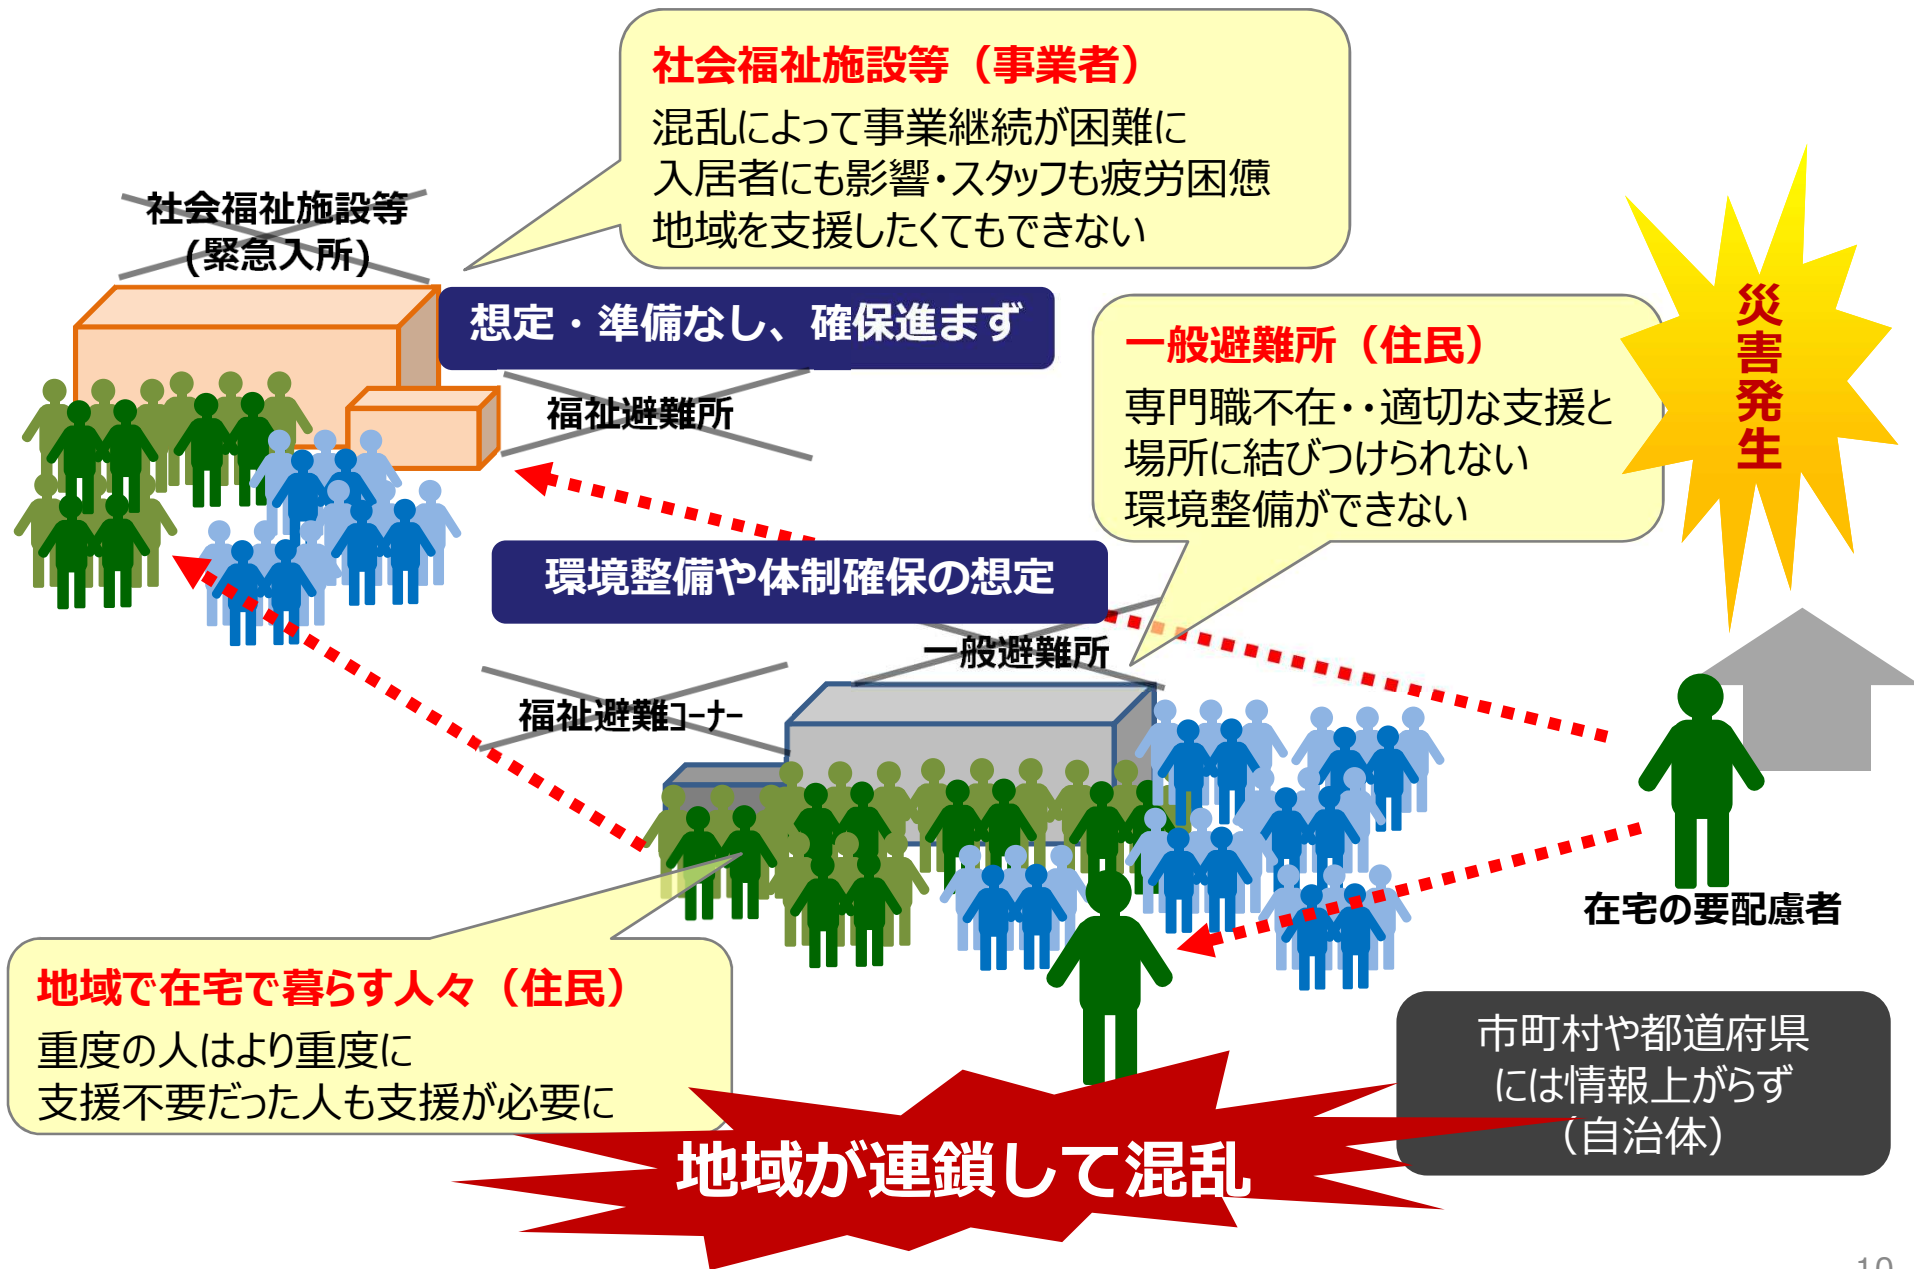 社会福祉施設等（事業者）
混乱によって事業継続が困難に
入居者にも影響・スタッフも疲労困憊
地域を支援したくてもできない
社会福祉施設等
(緊急入所)
想定・準備なし、確保進まず
福祉避難所
一般避難所（住民）
専門職不在・・適切な支援と
場所に結びつけられない
環境整備ができない
災害発生
環境整備や体制確保の想定
一般避難所
福祉避難コーナー
在宅の要配慮者
地域で在宅で暮らす人々（住民）
重度の人はより重度に
支援不要だった人も支援が必要に
市町村や都道府県
には情報上がらず
（自治体）
地域が連鎖して混乱